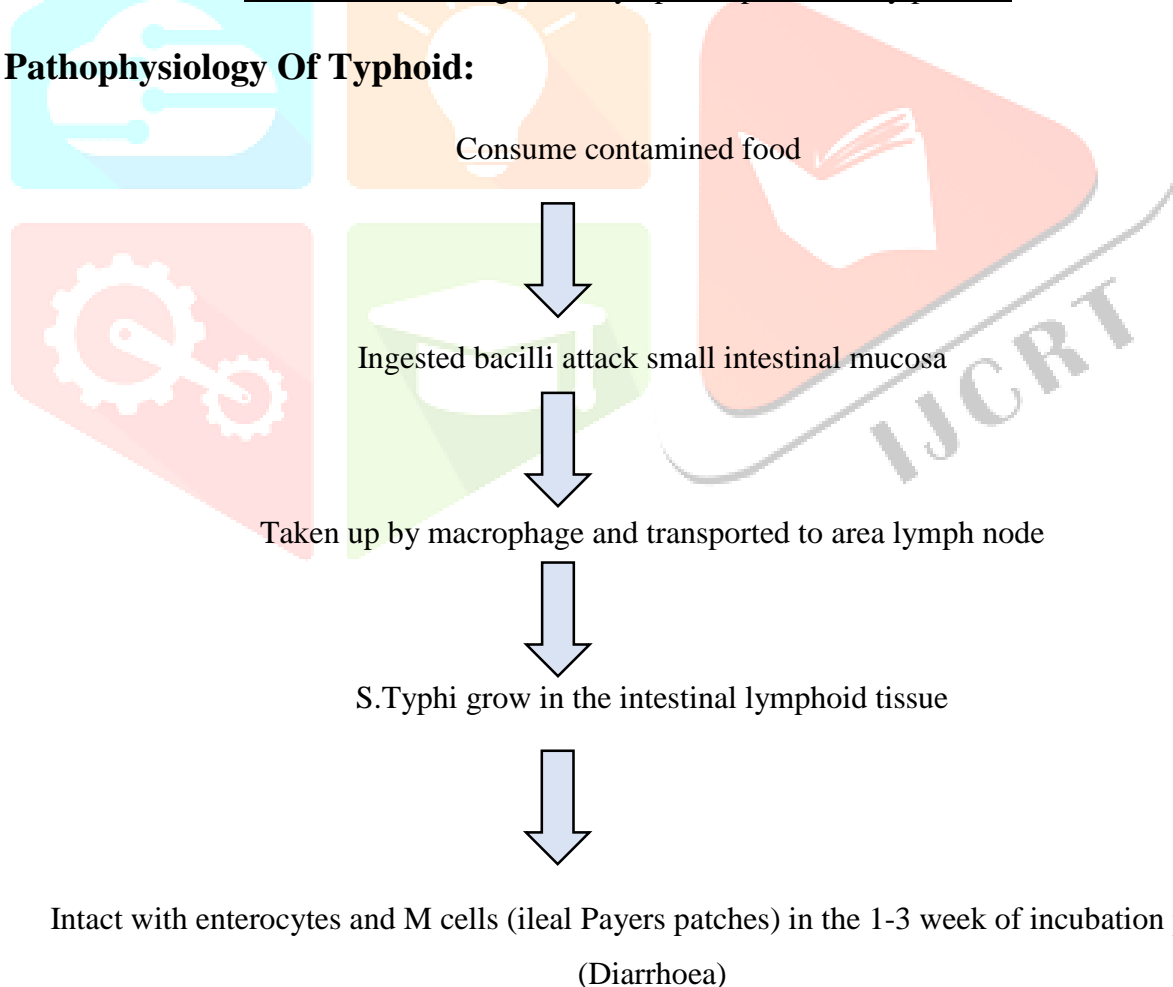 Pathophysiology Of Typhoid:
Consume contamined food
Ingested bacilli attack small intestinal mucosa
IJCRT
Taken up by macrophage and transported to area lymph node
S.Typhi grow in the intestinal lymphoid tissue
Intact with enterocytes and M cells (ileal Payers patches) in the 1-3 week of incubation
(Diarrhoea)